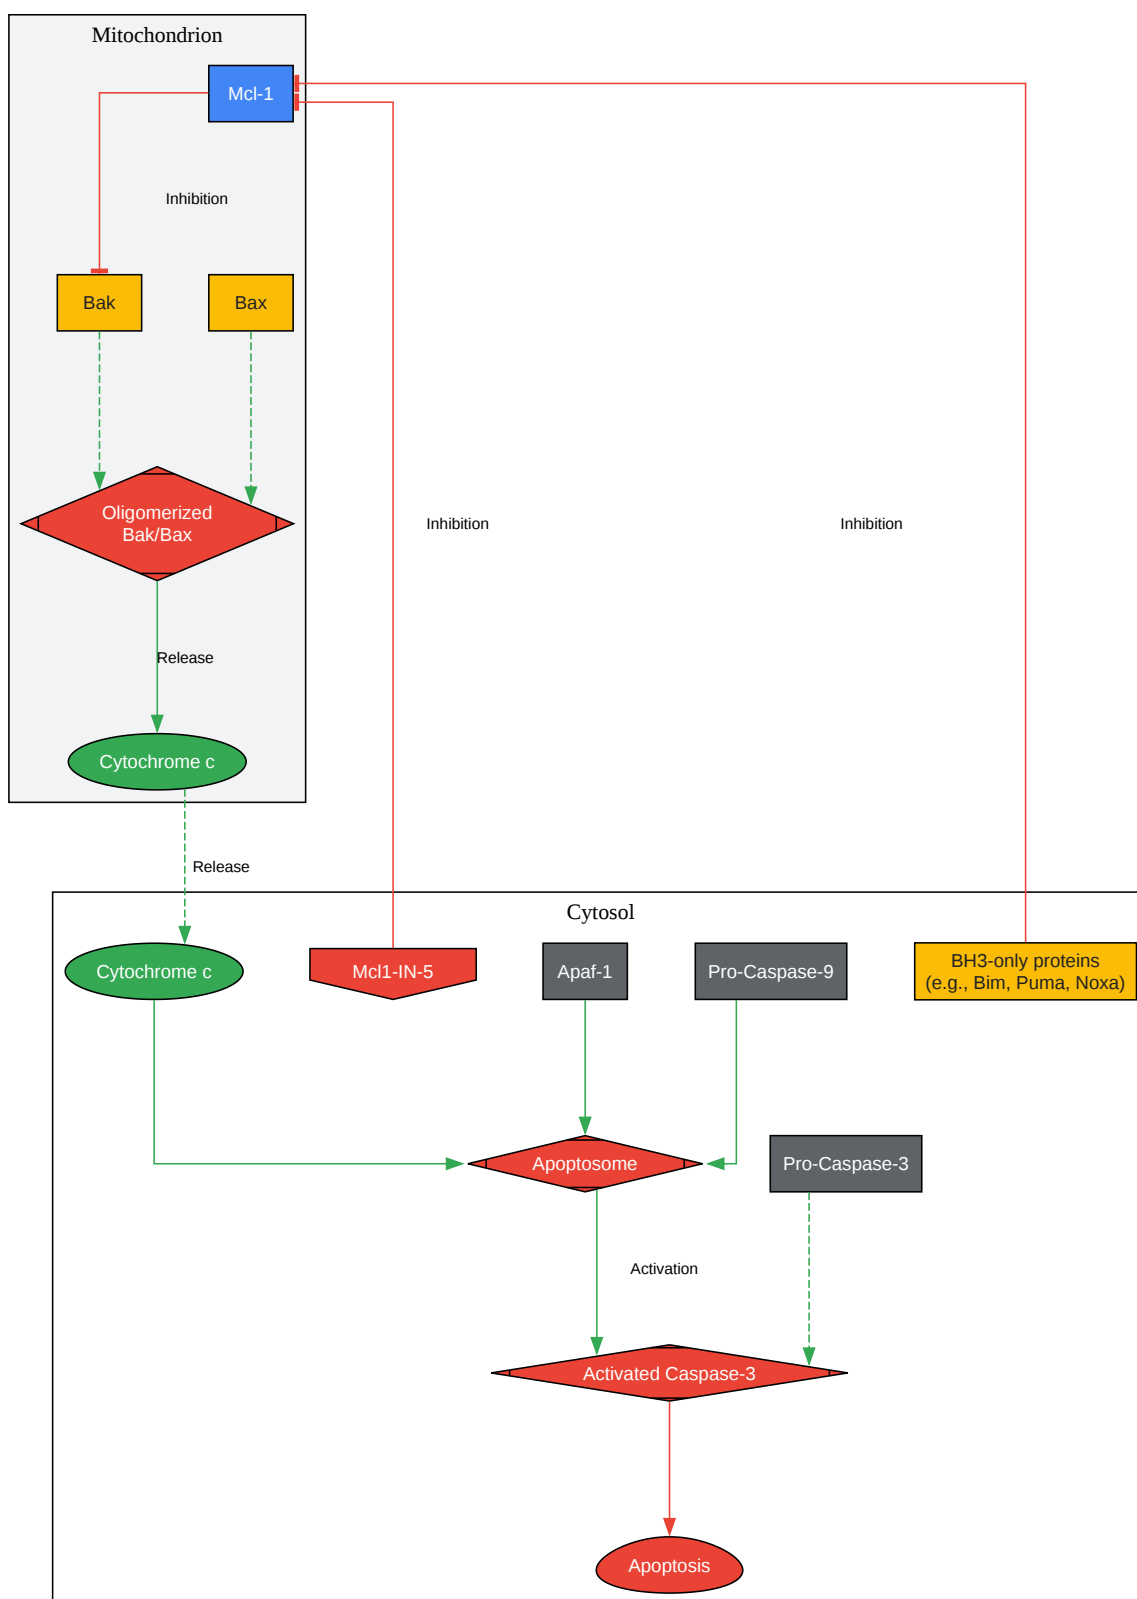 Mitochondrion
Mcl-1
Inhibition
Bak
Bax
Oligomerized
Bak/Bax
Inhibition
Inhibition
Release
Cytochrome c
Release
Cytosol
Cytochrome c
Mcl1-IN-5
Apaf-1
Pro-Caspase-9
BH3-only proteins
(e.g., Bim, Puma, Noxa)
Apoptosome
Pro-Caspase-3
Activation
Activated Caspase-3
Apoptosis